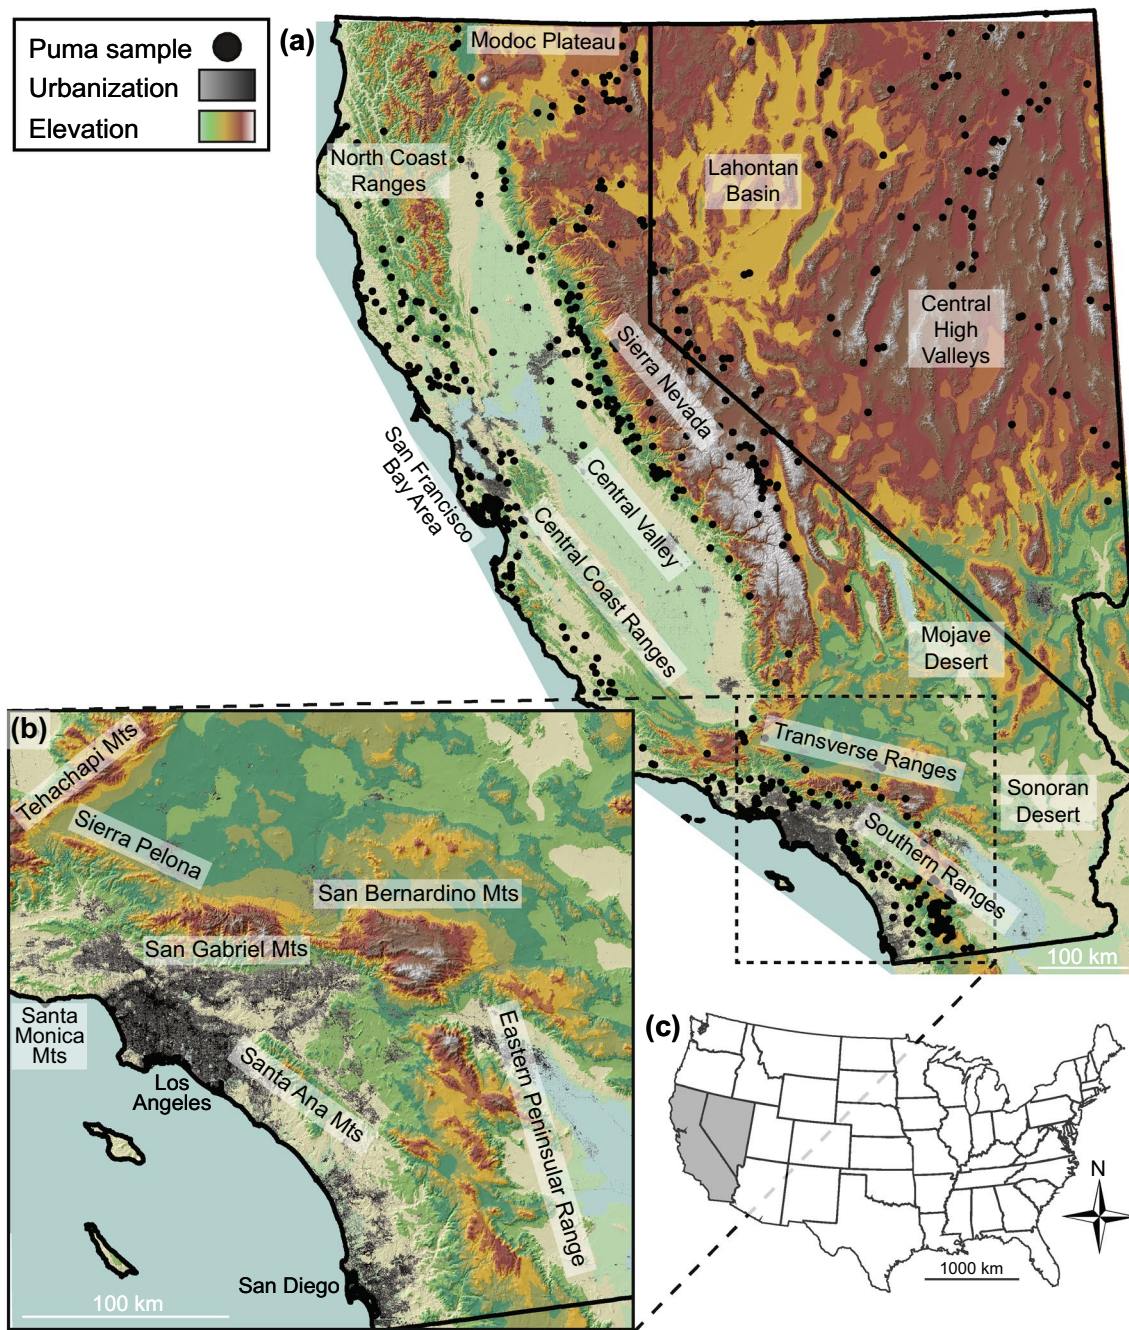 Puma sample
Urbanization
Elevation
(a)
Modoc Plateau
North Coast
Ranges
Lahontan
Basin
Central
High
Valleys
Sierra Nevada
San Francisco
Bay Area
Central Valley
Central Coast Ranges
Mojave
Desert
Transverse Ranges
Sonoran
Desert
Southern Ranges
100 km
(b)
Tehachapi Mts
Sierra Pelona
San Bernardino Mts
San Gabriel Mts
Santa
Monica
Mts
Los
Angeles
Santa Ana Mts
Eastern Peninsular Range
San Diego
100 km
(c)
N
1000 km